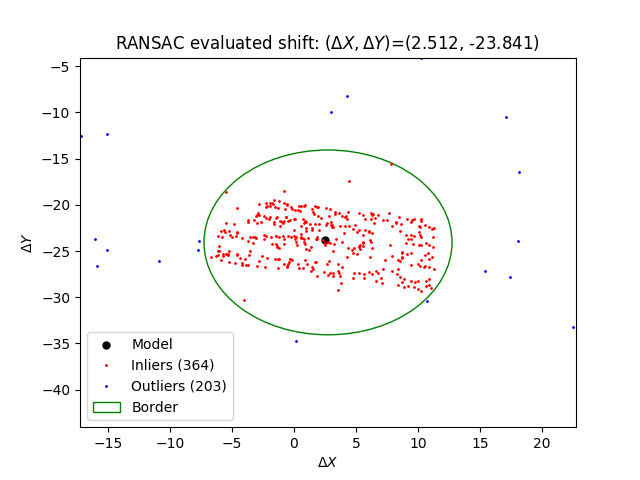 RANSAC evaluated shift: (ΔX, ΔY)=(2.512, -23.841)
−5
−10
−15
−20
−25
−30
−35
−40
ΔY
Model
Inliers (364)
Outliers (203)
Border
−15
−10
−5
0
5
10
15
20
ΔX